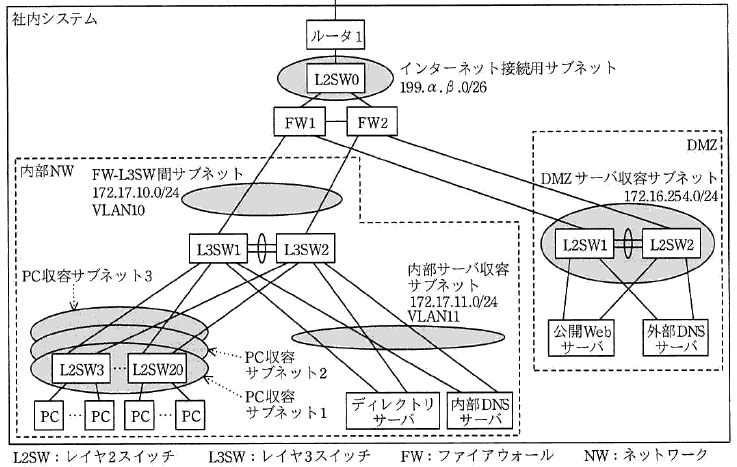 社内システム
ルータ1
L2SW0
インターネット接続用サブネット
199.α.β.0/26
FW1
FW2
DMZ
内部NW
FW-L3SW間サブネット
172.17.10.0/24
VLAN10
DMZサーバ収容サブネット
172.16.254.0/24
L2SW1
L2SW2
L3SW1
L3SW2
PC収容サブネット3
内部サーバ収容
サブネット
172.17.11.0/24
VLAN11
公開Web
サーバ
外部DNS
サーバ
PC収容
サブネット2
L2SW3
…
L2SW20
PC収容
サブネット1
PC
…
PC
PC
…
PC
ディレクトリ
サーバ
内部DNS
サーバ
L2SW:レイヤ2スイッチ L3SW:レイヤ3スイッチ FW:ファイアウォール NW:ネットワーク